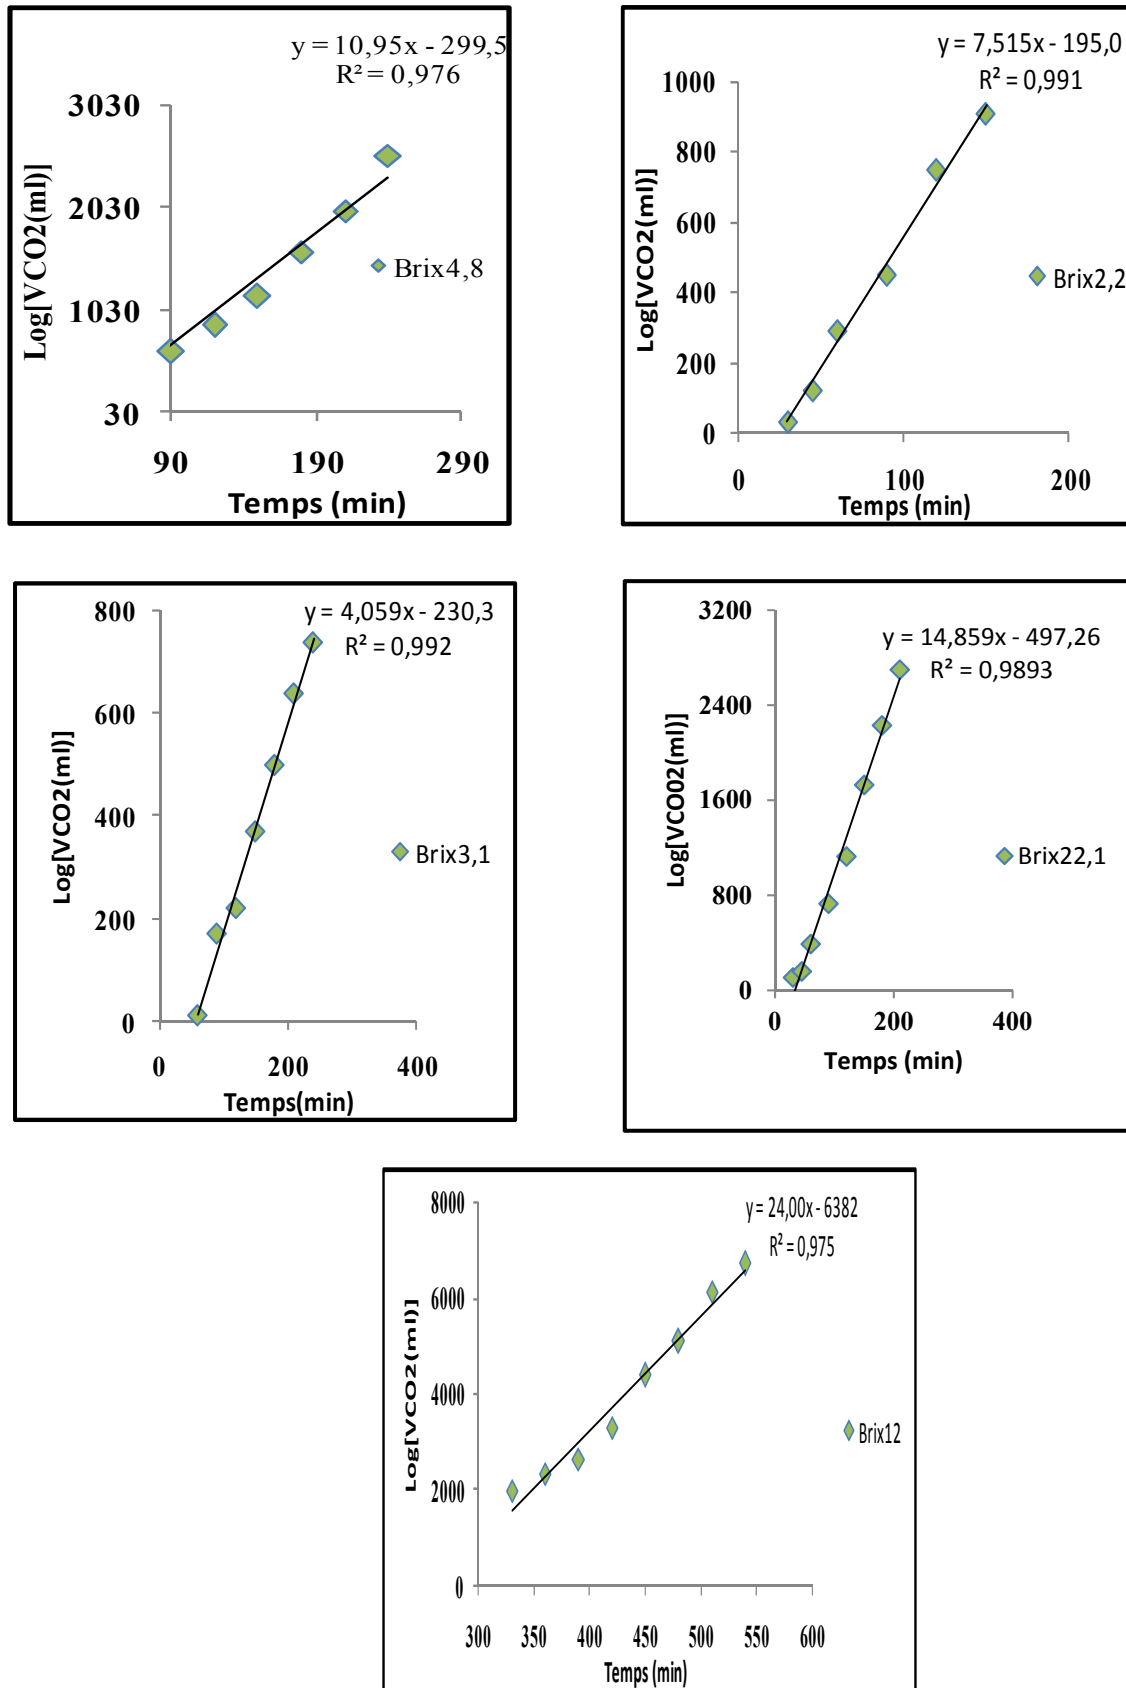 y = 10,95x - 299,5
R² = 0,976
3030
2030
1030
30
Log[VCO2(ml)]
Brix4,8
90 190 290
Temps (min)
y = 7,515x - 195,0
R² = 0,991
1000
800
600
400
200
0
Log[VCO2(ml)]
Brix2,2
0 100 200
Temps (min)
y = 4,059x - 230,3
R² = 0,992
800
600
400
200
0
Log[VCO2(ml)]
Brix3,1
0 200 400
Temps(min)
y = 14,859x - 497,26
R² = 0,9893
3200
2400
1600
800
0
Log[VCO02(ml)]
Brix22,1
0 200 400
Temps (min)
y = 24,00x - 6382
R² = 0,975
8000
6000
4000
2000
0
Log[VCO2(ml)]
Brix12
300 350 400 450 500 550 600
Temps (min)